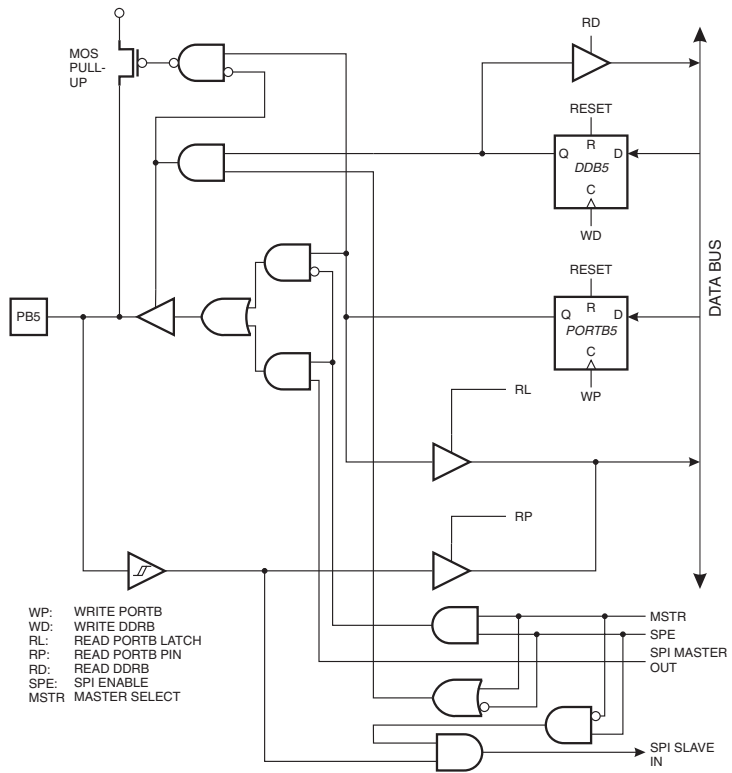 RD
MOS
PULL-
UP
RESET
R
Q
D
DDB5
C
WD
DATA BUS
RESET
R
Q
D
PORTB5
C
WP
PB5
RL
RP
WP: WRITE PORTB
WD: WRITE DDRB
RL: READ PORTB LATCH
RP: READ PORTB PIN
RD: READ DDRB
SPE: SPI ENABLE
MSTR MASTER SELECT
MSTR
SPE
SPI MASTER
OUT
SPI SLAVE
IN